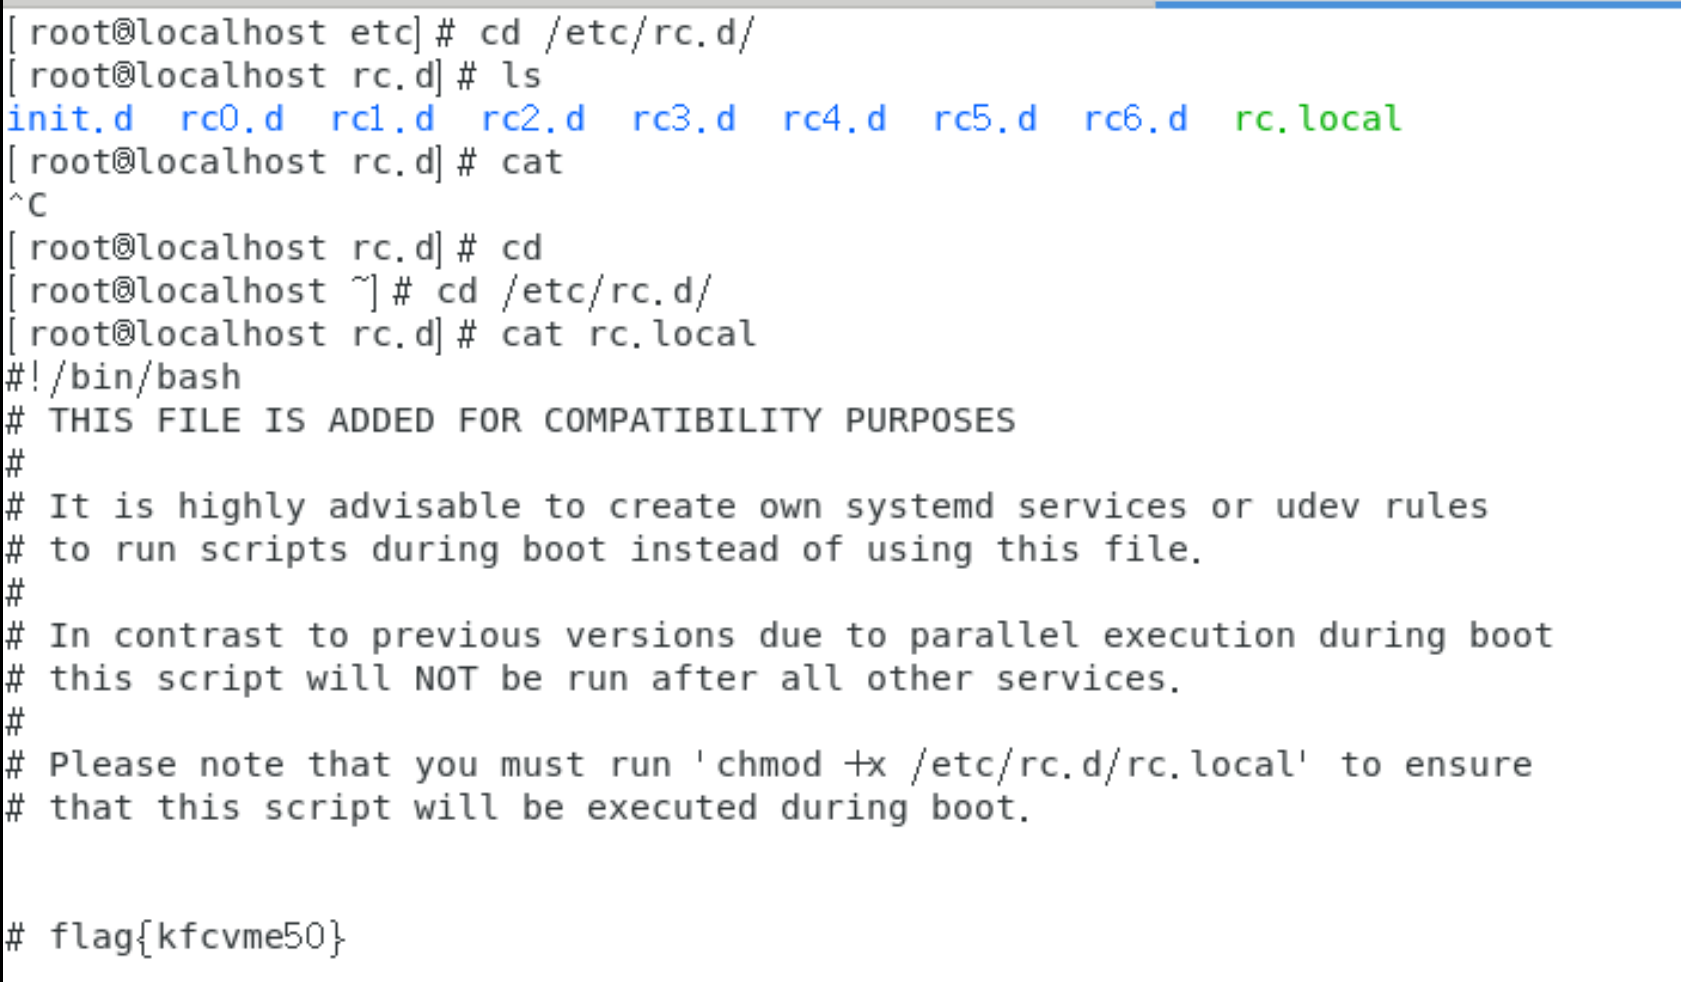 [root@localhost etc]# cd /etc/rc.d/
[root@localhost rc.d]# ls
init.d  rc0.d  rc1.d  rc2.d  rc3.d  rc4.d  rc5.d  rc6.d  rc.local
[root@localhost rc.d]# cat
^C
[root@localhost rc.d]# cd
[root@localhost ~]# cd /etc/rc.d/
[root@localhost rc.d]# cat rc.local
#!/bin/bash
# THIS FILE IS ADDED FOR COMPATIBILITY PURPOSES
#
# It is highly advisable to create own systemd services or udev rules
# to run scripts during boot instead of using this file.
#
# In contrast to previous versions due to parallel execution during boot
# this script will NOT be run after all other services.
#
# Please note that you must run 'chmod +x /etc/rc.d/rc.local' to ensure
# that this script will be executed during boot.
# flag{kfcvme50}